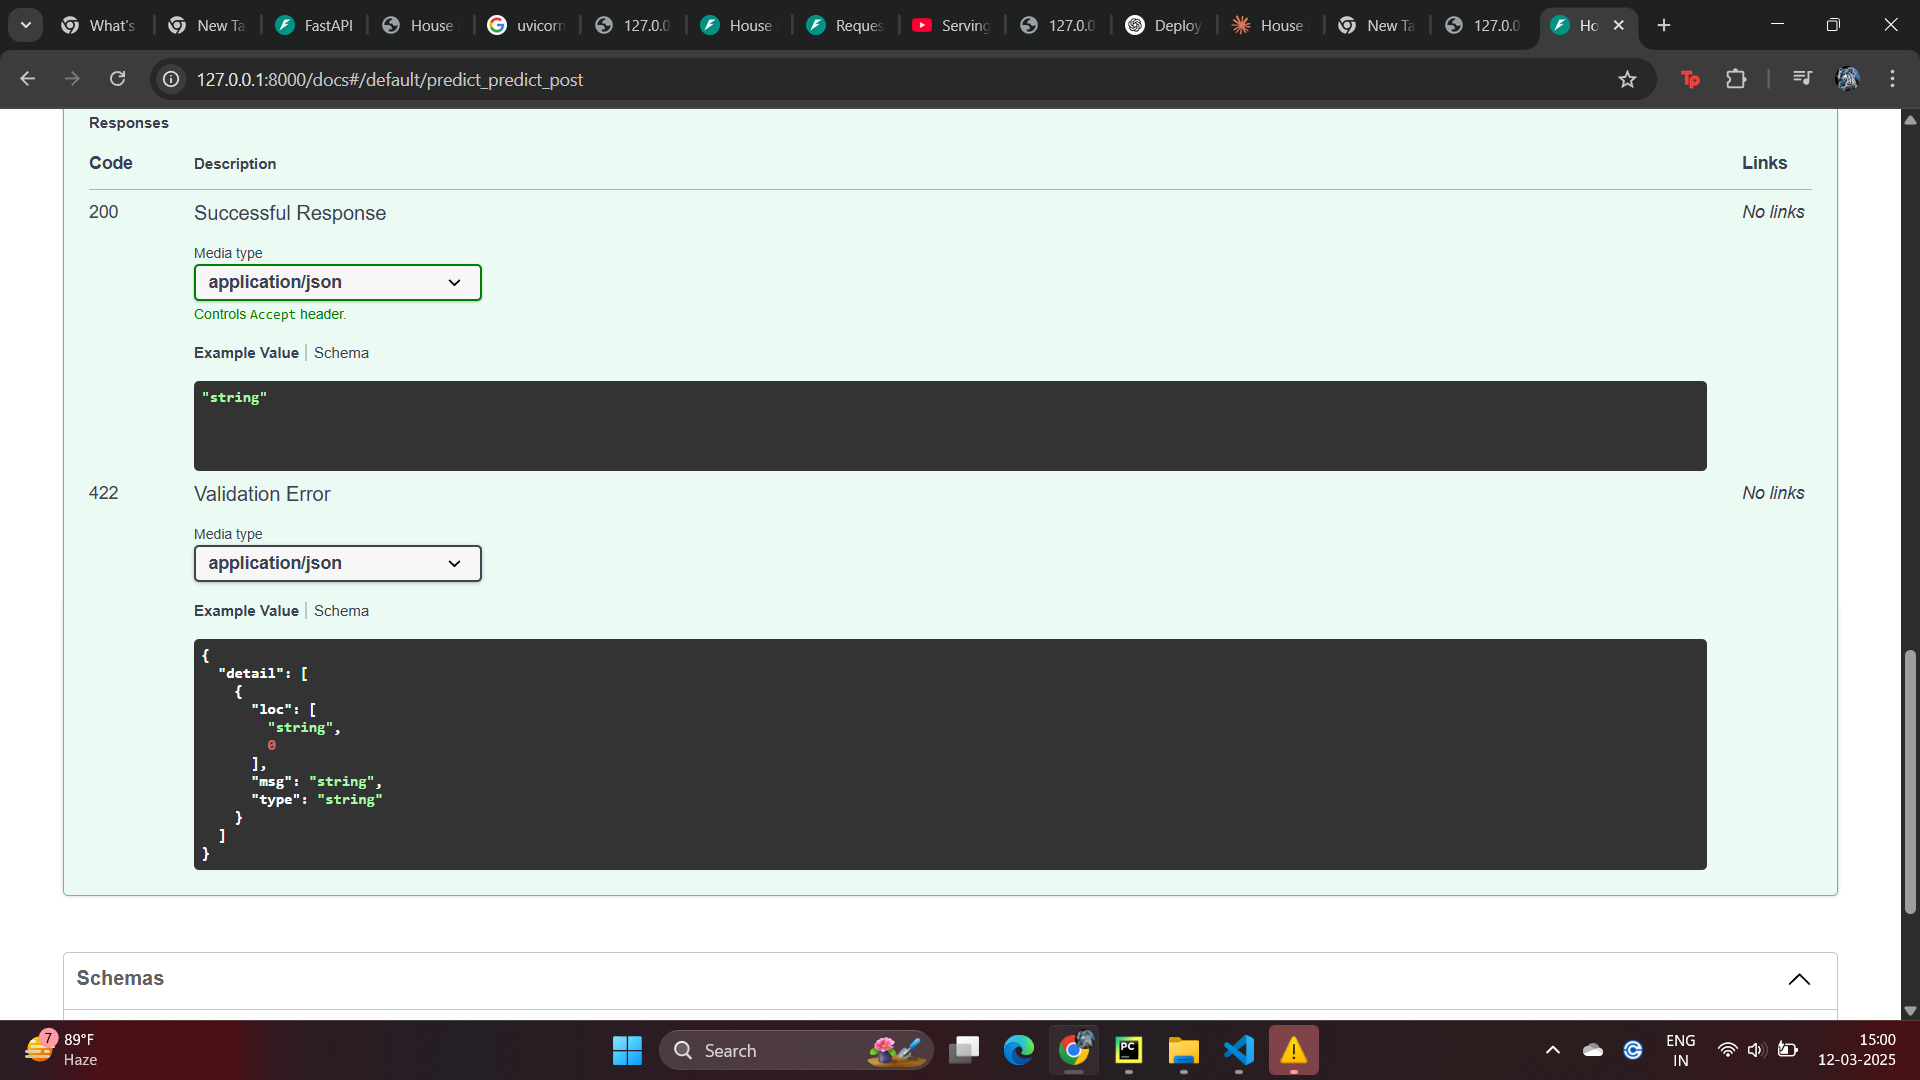 What's
New Ta
FastAPI
House
uvicorn
127.0.0
House
Reques
Serving
127.0.0
Deploy
House
New Ta
127.0.0
Ho
127.0.0.1:8000/docs#/default/predict_predict_post
Tp
Responses
Code Description Links
200 Successful Response No links
Media type
application/json
Controls Accept header.
Example Value Schema
"string"
422 Validation Error No links
Media type
application/json
Example Value Schema
{
"detail": [
{
"loc": [
"string",
0
],
"msg": "string",
"type": "string"
}
]
}
Schemas
7
89°F
Haze
Search
PC
ENG
IN
15:00
12-03-2025